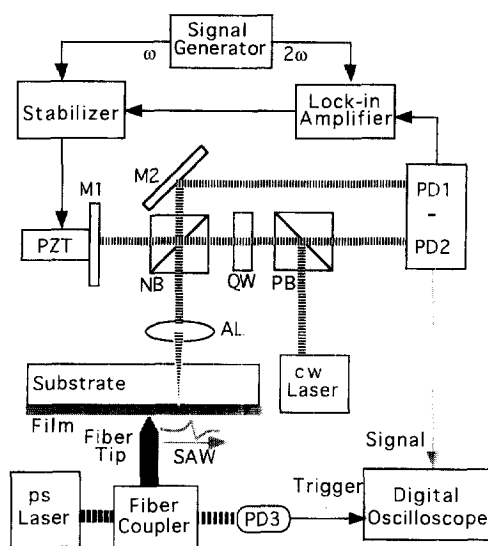 Signal
Generator
ω
2ω
Stabilizer
Lock-in
Amplifier
M1
M2
PD1
-
PD2
PZT
NB
QW
PB
AL
cw
Laser
Substrate
Film
Fiber
Tip
SAW
Signal
ps
Laser
Fiber
Coupler
PD3
Trigger
Digital
Oscilloscope